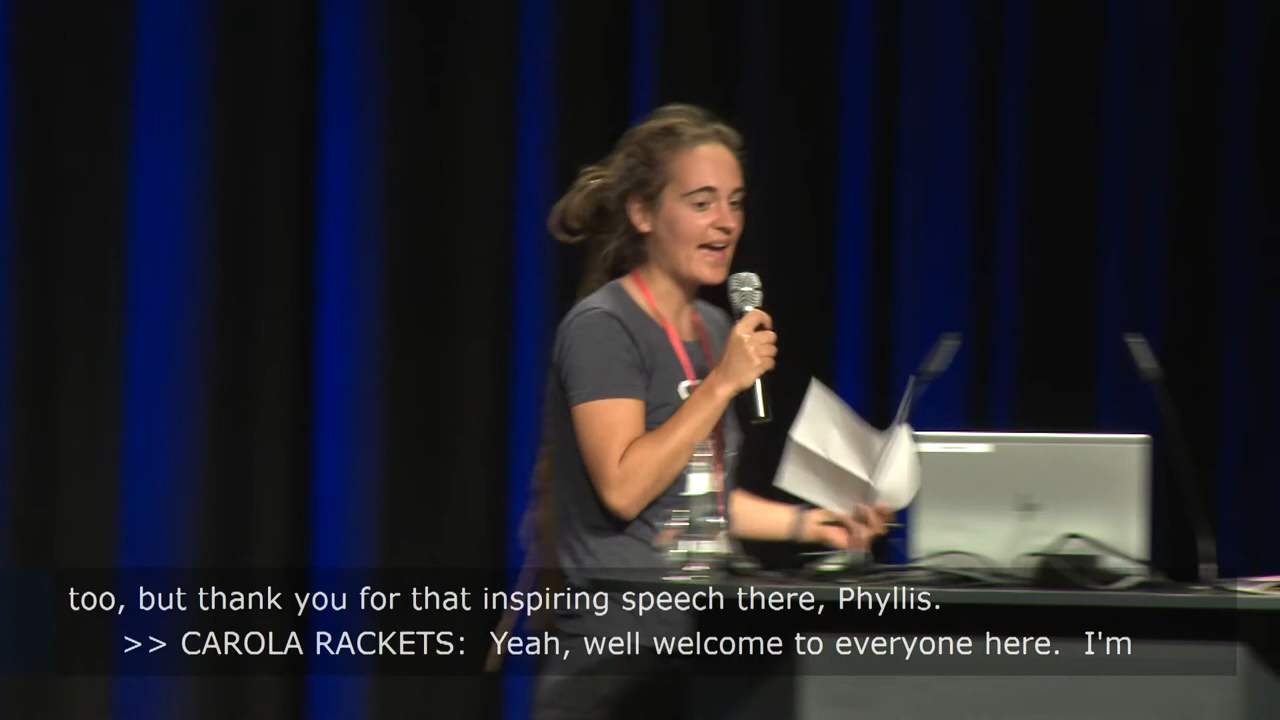 too, but thank you for that inspiring speech there, Phyllis.
>> CAROLA RACKETS:  Yeah, well welcome to everyone here.  I'm